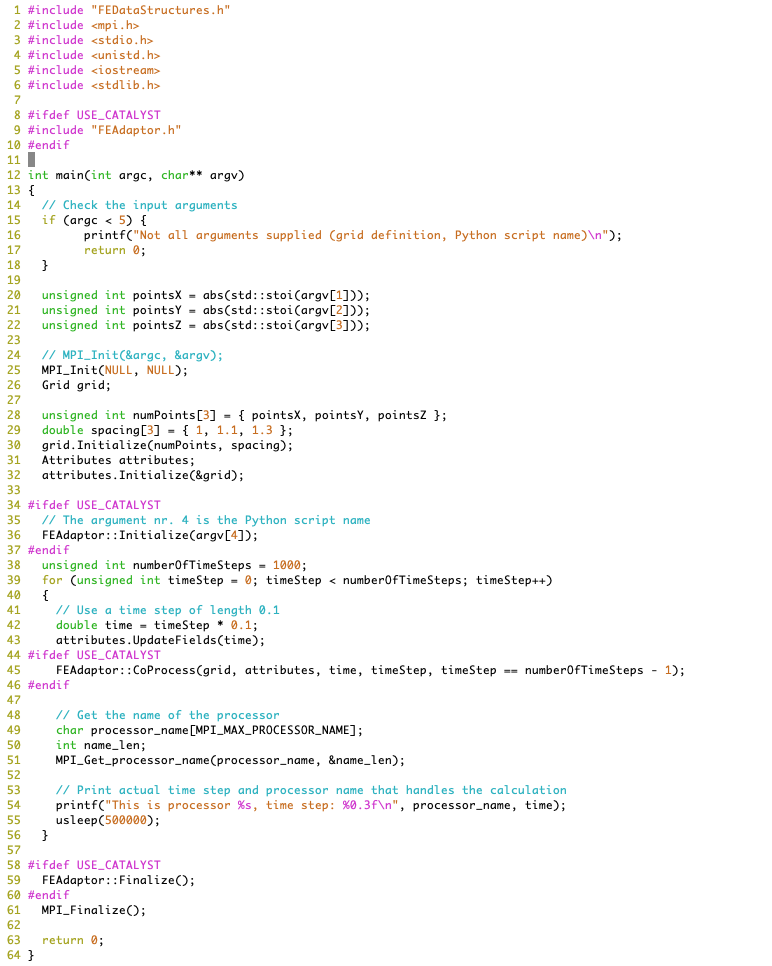 1 #include "FEDataStructures.h"
2 #include <mpi.h>
3 #include <stdio.h>
4 #include <unistd.h>
5 #include <iostream>
6 #include <stdlib.h>
7
8 #ifdef USE_CATALYST
9 #include "FEAdaptor.h"
10 #endif
11
12 int main(int argc, char** argv)
13 {
14   // Check the input arguments
15   if (argc < 5) {
16         printf("Not all arguments supplied (grid definition, Python script name)\n");
17         return 0;
18   }
19
20   unsigned int pointsX = abs(std::stoi(argv[1]));
21   unsigned int pointsY = abs(std::stoi(argv[2]));
22   unsigned int pointsZ = abs(std::stoi(argv[3]));
23
24   // MPI_Init(&argc, &argv);
25   MPI_Init(NULL, NULL);
26   Grid grid;
27
28   unsigned int numPoints[3] = { pointsX, pointsY, pointsZ };
29   double spacing[3] = { 1, 1.1, 1.3 };
30   grid.Initialize(numPoints, spacing);
31   Attributes attributes;
32   attributes.Initialize(&grid);
33
34 #ifdef USE_CATALYST
35   // The argument nr. 4 is the Python script name
36   FEAdaptor::Initialize(argv[4]);
37 #endif
38   unsigned int numberOfTimeSteps = 1000;
39   for (unsigned int timeStep = 0; timeStep < numberOfTimeSteps; timeStep++)
40   {
41     // Use a time step of length 0.1
42     double time = timeStep * 0.1;
43     attributes.UpdateFields(time);
44 #ifdef USE_CATALYST
45     FEAdaptor::CoProcess(grid, attributes, time, timeStep, timeStep == numberOfTimeSteps - 1);
46 #endif
47
48     // Get the name of the processor
49     char processor_name[MPI_MAX_PROCESSOR_NAME];
50     int name_len;
51     MPI_Get_processor_name(processor_name, &name_len);
52
53     // Print actual time step and processor name that handles the calculation
54     printf("This is processor %s, time step: %0.3f\n", processor_name, time);
55     usleep(500000);
56   }
57
58 #ifdef USE_CATALYST
59   FEAdaptor::Finalize();
60 #endif
61   MPI_Finalize();
62
63   return 0;
64 }